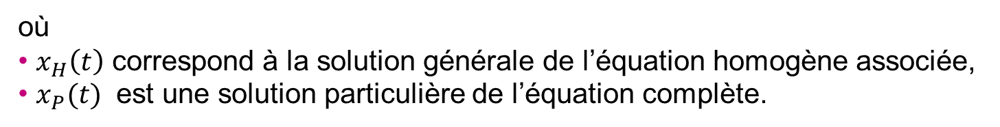 où
• x_H(t) correspond à la solution générale de l’équation homogène associée,
• x_P(t) est une solution particulière de l’équation complète.